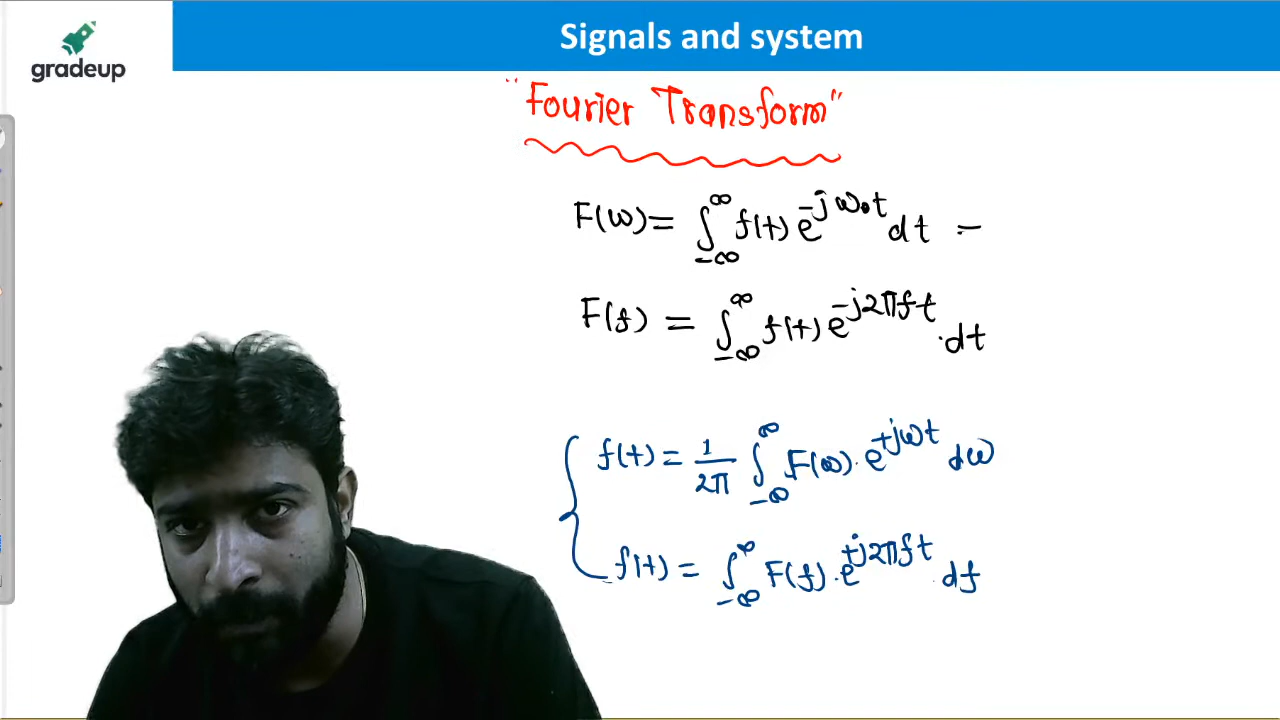 Signals and system
gradeup
"Fourier Transform"
F(ω) = ∫_{-∞}^{∞} f(t) e^{-jω₀t} dt –
F(f) = ∫_{-∞}^{∞} f(t) e^{-j2πft} .dt
f(t) = 1/2π ∫_{-∞}^{∞} F(ω). e^{+jωt} dω
f(t) = ∫_{-∞}^{∞} F(f). e^{+j2πft} .df